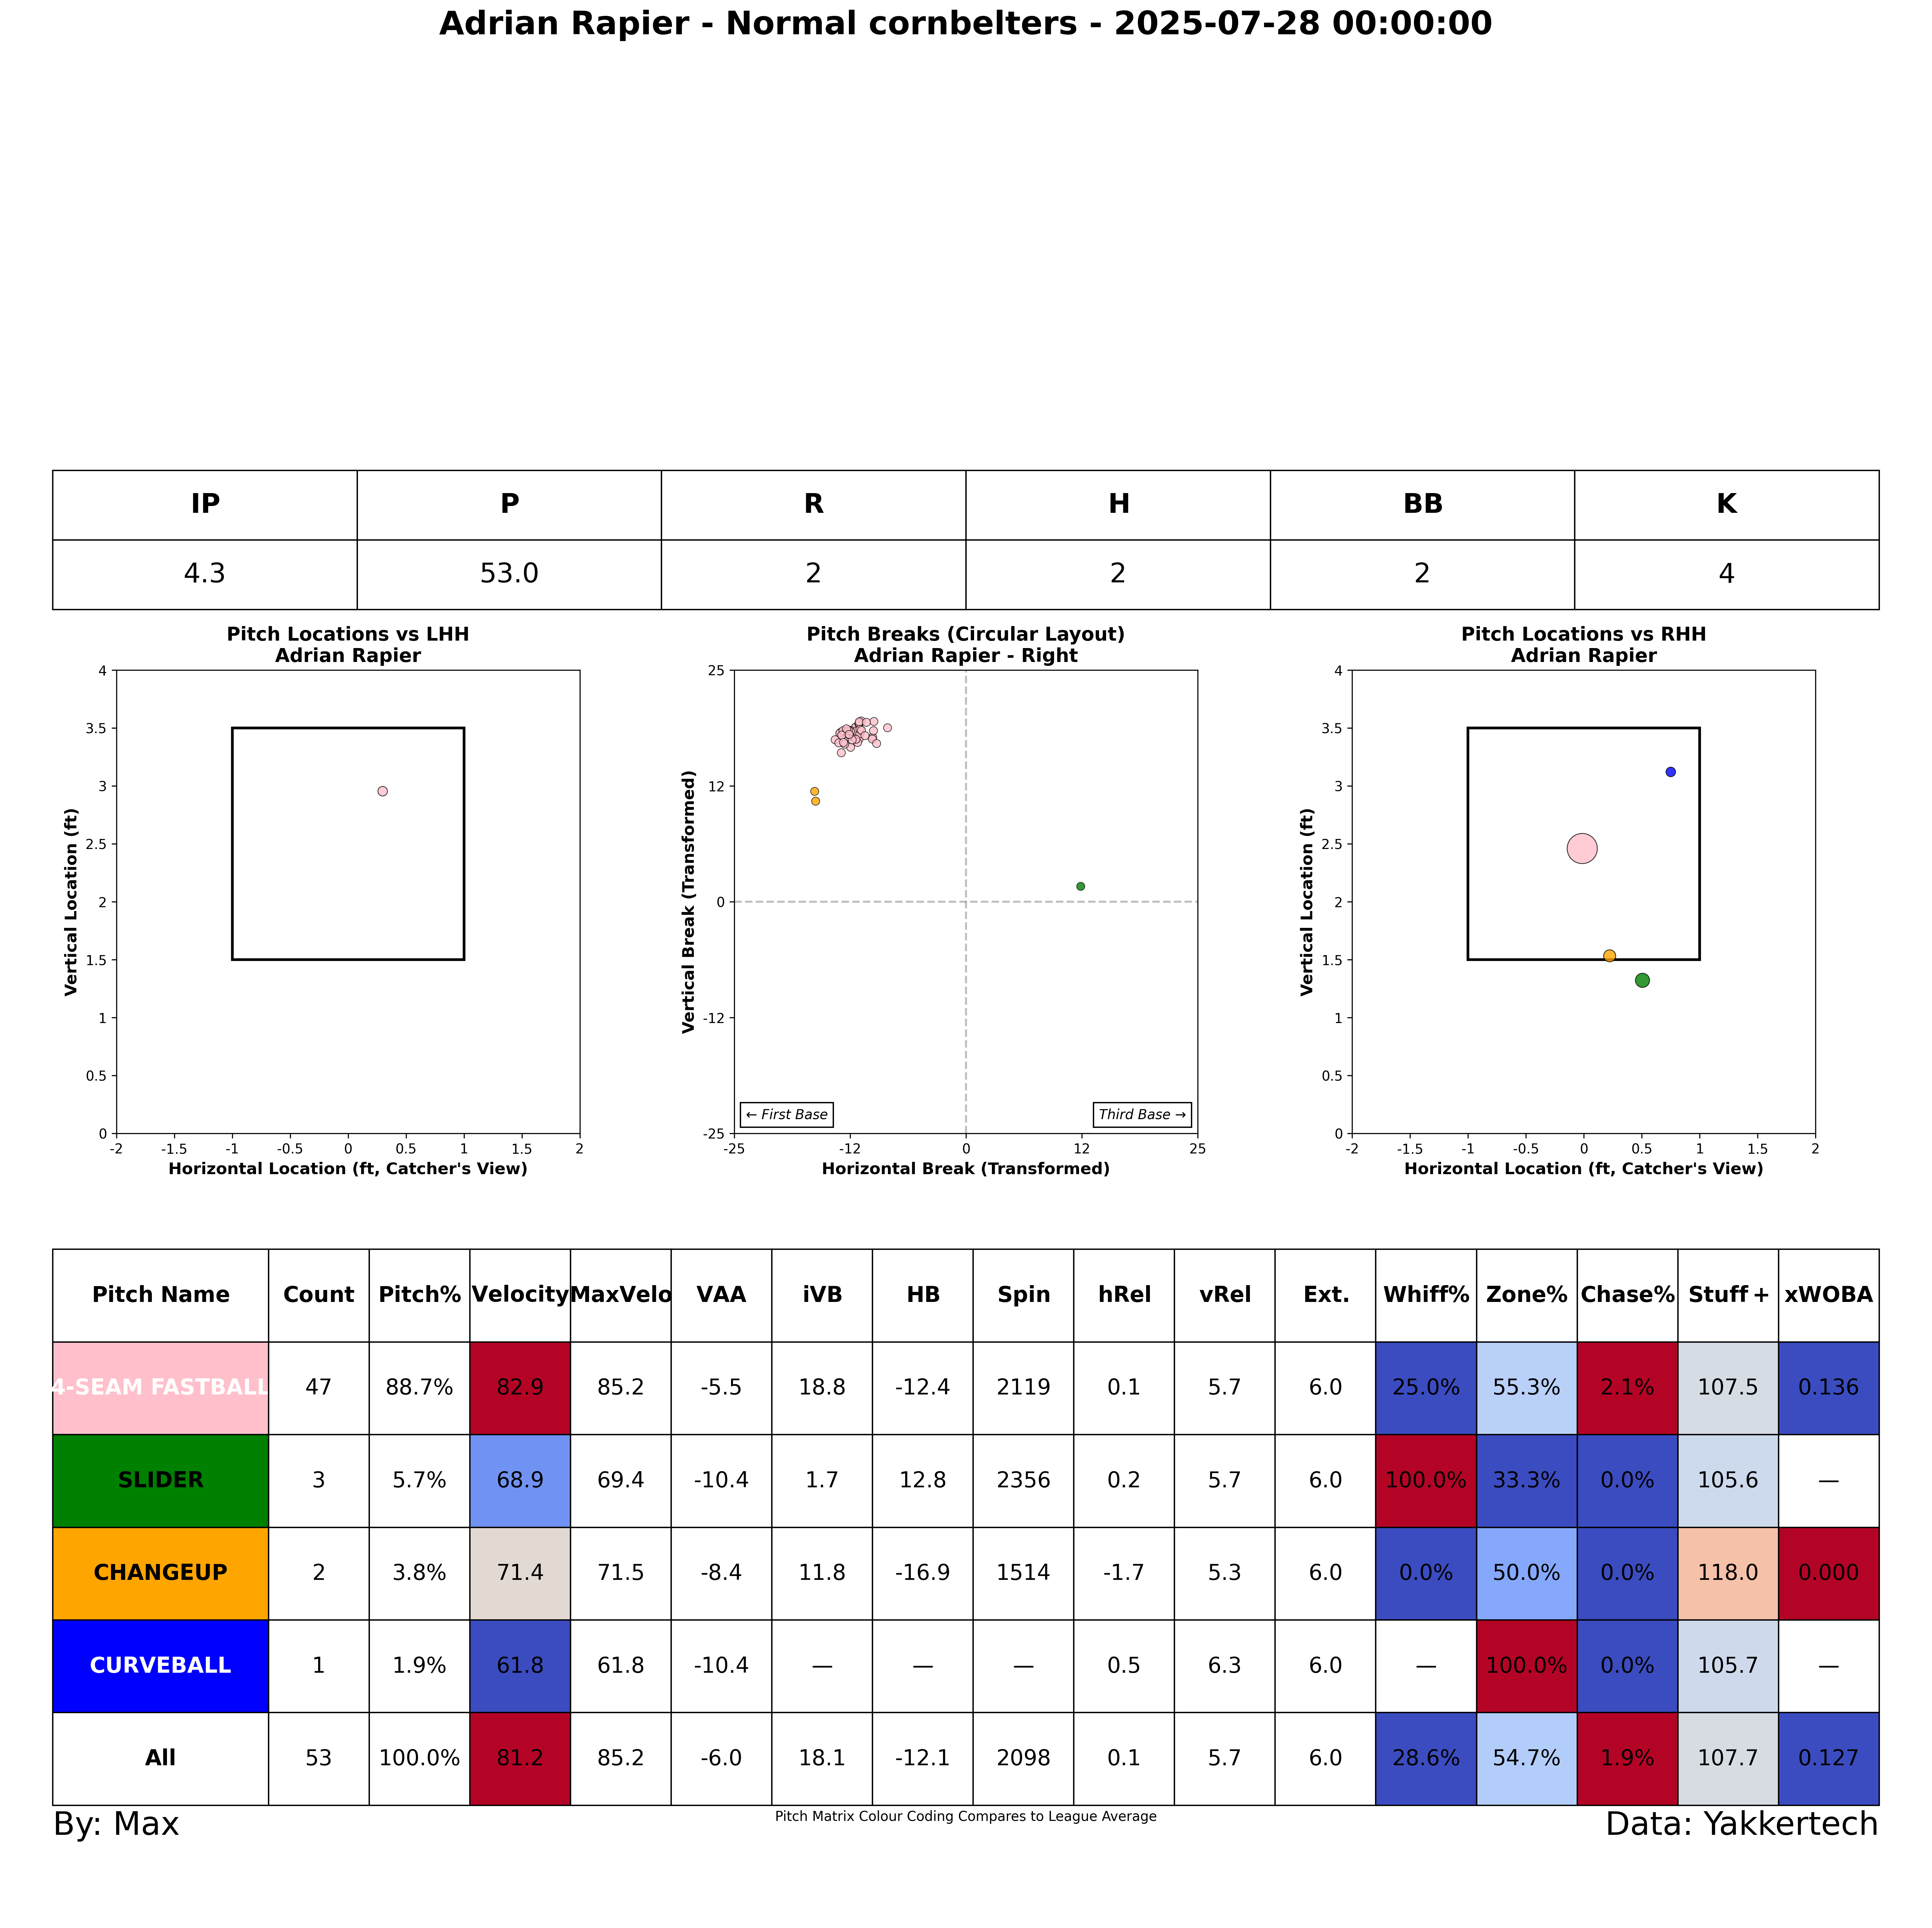 Adrian Rapier - Normal cornbelters - 2025-07-28 00:00:00
IP P R H BB K
4.3 53.0 2 2 2 4
Pitch Locations vs LHH
Adrian Rapier
4
3.5
3
2.5
2
1.5
1
0.5
0
-2 -1.5 -1 -0.5 0 0.5 1 1.5 2
Vertical Location (ft)
Horizontal Location (ft, Catcher's View)
Pitch Breaks (Circular Layout)
Adrian Rapier - Right
25
12
0
-12
-25
-25 -12 0 12 25
Vertical Break (Transformed)
← First Base
Third Base →
Horizontal Break (Transformed)
Pitch Locations vs RHH
Adrian Rapier
4
3.5
3
2.5
2
1.5
1
0.5
0
-2 -1.5 -1 -0.5 0 0.5 1 1.5 2
Vertical Location (ft)
Horizontal Location (ft, Catcher's View)
Pitch Name Count Pitch% Velocity MaxVelo VAA iVB HB Spin hRel vRel Ext. Whiff% Zone% Chase% Stuff+ xWOBA
4-SEAM FASTBALL 47 88.7% 82.9 85.2 -5.5 18.8 -12.4 2119 0.1 5.7 6.0 25.0% 55.3% 2.1% 107.5 0.136
SLIDER 3 5.7% 68.9 69.4 -10.4 1.7 12.8 2356 0.2 5.7 6.0 100.0% 33.3% 0.0% 105.6 —
CHANGEUP 2 3.8% 71.4 71.5 -8.4 11.8 -16.9 1514 -1.7 5.3 6.0 0.0% 50.0% 0.0% 118.0 0.000
CURVEBALL 1 1.9% 61.8 61.8 -10.4 — — — 0.5 6.3 6.0 — 100.0% 0.0% 105.7 —
All 53 100.0% 81.2 85.2 -6.0 18.1 -12.1 2098 0.1 5.7 6.0 28.6% 54.7% 1.9% 107.7 0.127
By: Max
Pitch Matrix Colour Coding Compares to League Average
Data: Yakkertech